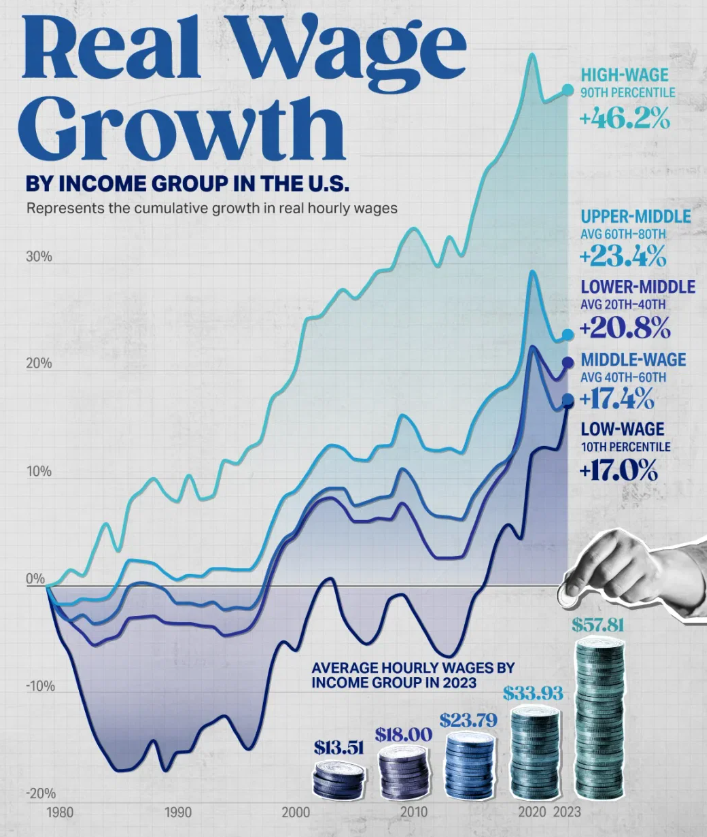 Real Wage
Growth
BY INCOME GROUP IN THE U.S.
Represents the cumulative growth in real hourly wages
HIGH-WAGE
90TH PERCENTILE
+46.2%
UPPER-MIDDLE
AVG 60TH–80TH
+23.4%
LOWER-MIDDLE
AVG 20TH–40TH
+20.8%
MIDDLE-WAGE
AVG 40TH–60TH
+17.4%
LOW-WAGE
10TH PERCENTILE
+17.0%
30%
20%
10%
0%
-10%
-20%
AVERAGE HOURLY WAGES BY
INCOME GROUP IN 2023
$13.51
$18.00
$23.79
$33.93
$57.81
1980 1990 2000 2010 2020 2023